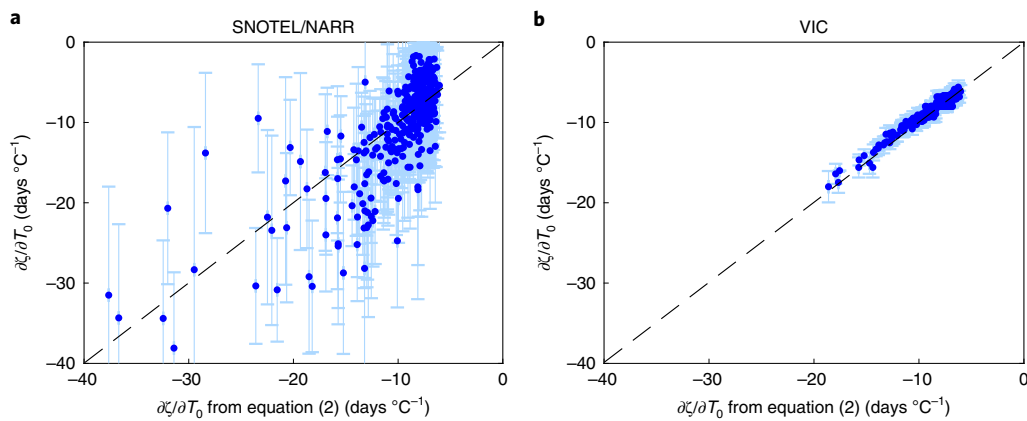 a
SNOTEL/NARR
0
−10
−20
−30
−40
∂ζ/∂T₀ (days °C⁻¹)
−40 −30 −20 −10 0
∂ζ/∂T₀ from equation (2) (days °C⁻¹)
b
VIC
0
−10
−20
−30
−40
∂ζ/∂T₀ (days °C⁻¹)
−40 −30 −20 −10 0
∂ζ/∂T₀ from equation (2) (days °C⁻¹)